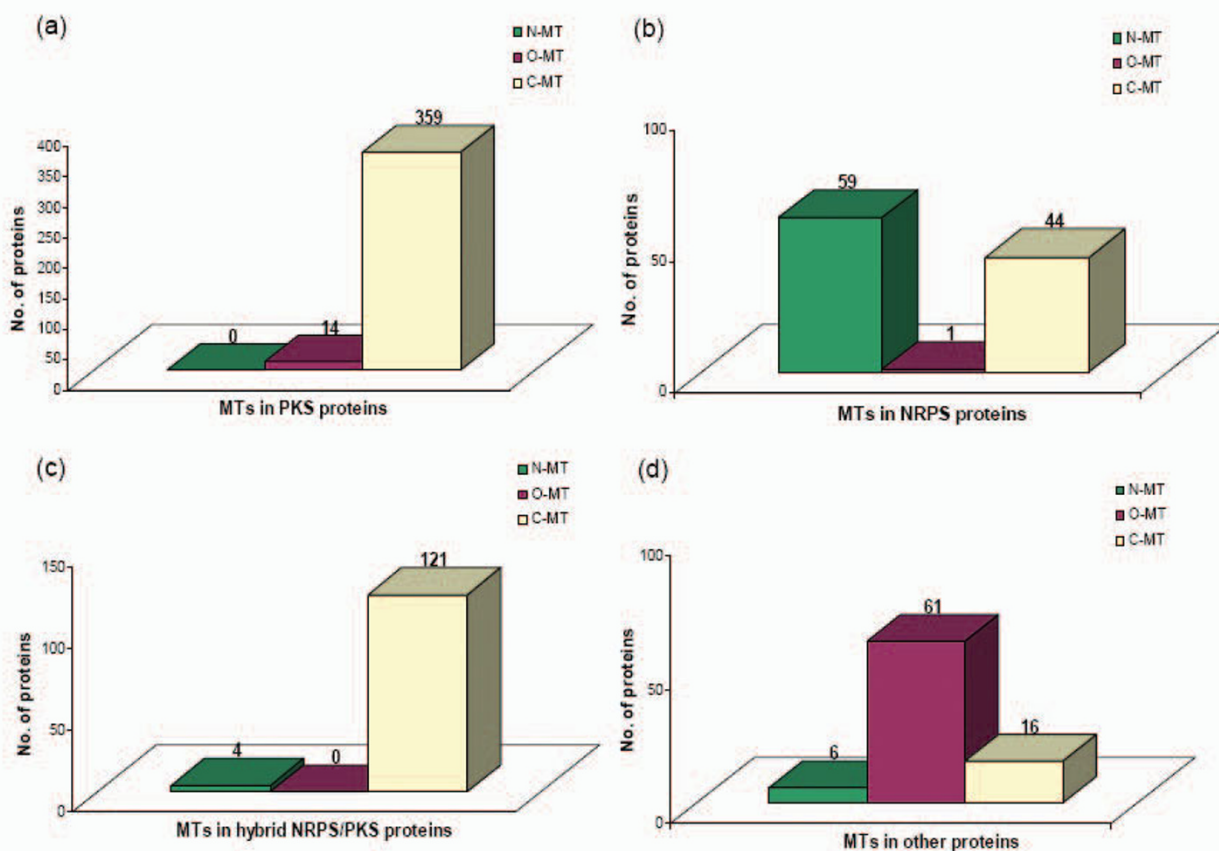 (a)
N-MT
O-MT
C-MT
359
14
0
400
350
300
250
200
150
100
50
0
No. of proteins
MTs in PKS proteins
(b)
N-MT
O-MT
C-MT
59
1
44
100
50
0
No. of proteins
MTs in NRPS proteins
(c)
N-MT
O-MT
C-MT
121
4
0
150
100
50
0
No. of proteins
MTs in hybrid NRPS/PKS proteins
(d)
N-MT
O-MT
C-MT
61
16
6
100
50
0
No. of proteins
MTs in other proteins